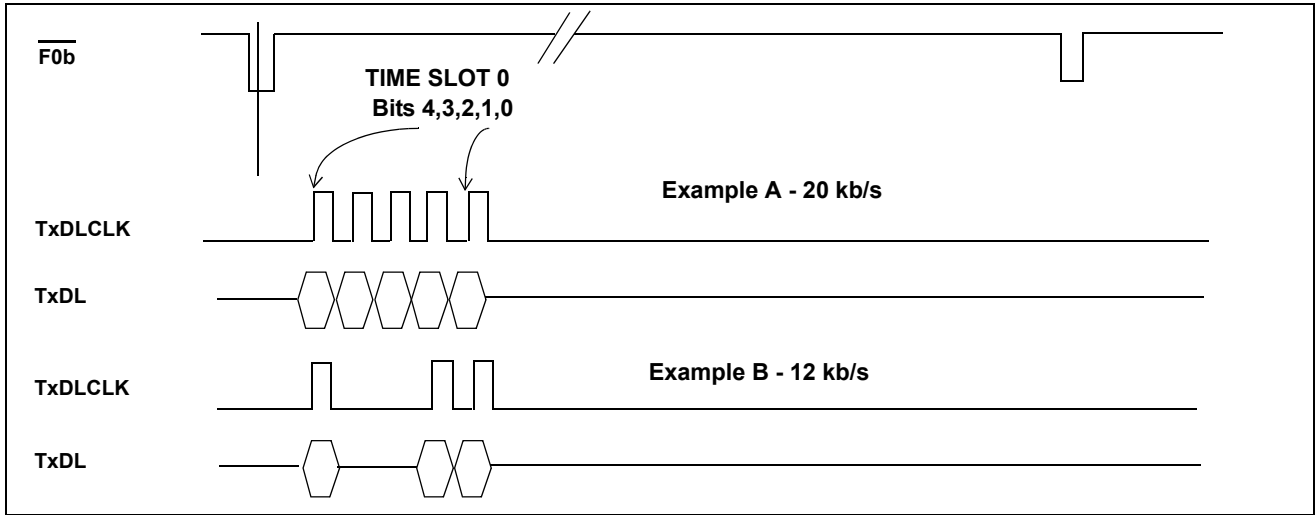 F0b
TIME SLOT 0
Bits 4,3,2,1,0
Example A - 20 kb/s
TxDLCLK
TxDL
Example B - 12 kb/s
TxDLCLK
TxDL